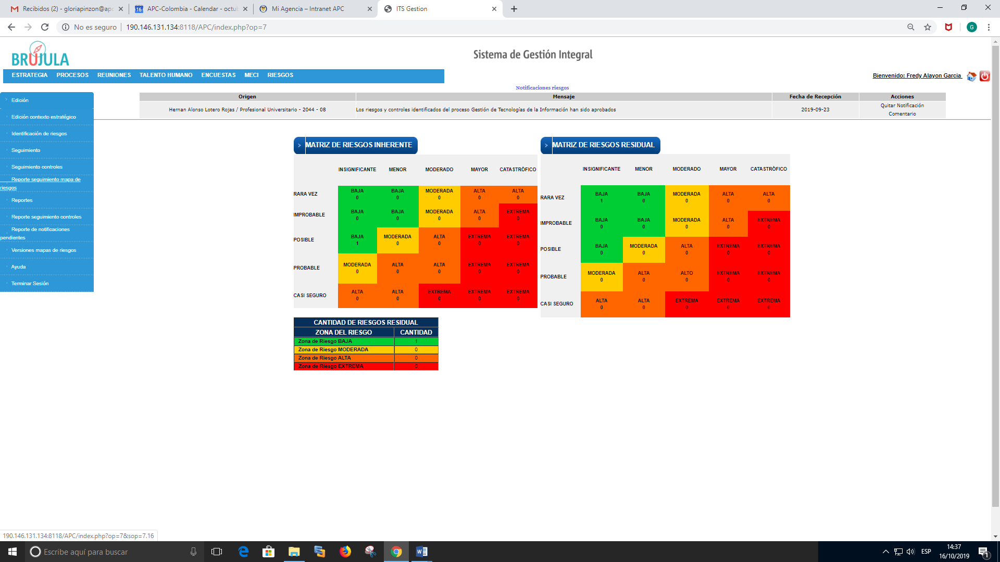 Recibidos (2) - gloriapinzon@apc
APC-Colombia - Calendar - octub
Mi Agencia – Intranet APC
ITS Gestion
No es seguro
190.146.131.134:8118/APC/index.php?op=7
G
BRUJULA
Sistema de Gestión Integral
ESTRATEGIA PROCESOS REUNIONES TALENTO HUMANO ENCUESTAS MECI RIESGOS
Bienvenido: Fredy Alayon Garcia
Notificaciones riesgos
Origen Mensaje Fecha de Recepción Acciones
Hernan Alonso Lotero Rojas / Profesional Universitario - 2044 - 08 Los riesgos y controles identificados del proceso Gestión de Tecnologías de la Información han sido aprobados 2019-09-23 Quitar Notificación
Comentario
Edición
Edición contexto estratégico
Identificación de riesgos
Seguimiento
Seguimiento controles
Reporte seguimiento mapa de
riesgos
Reportes
Reporte seguimiento controles
Reporte de notificaciones
pendientes
Versiones mapas de riesgos
Ayuda
Terminar Sesión
MATRIZ DE RIESGOS INHERENTE
INSIGNIFICANTE MENOR MODERADO MAYOR CATASTRÓFICO
RARA VEZ BAJA MODERADA ALTA ALTA
RARA VEZ BAJA BAJA MODERADA ALTA ALTA
0 0 0 0 0
IMPROBABLE BAJA BAJA MODERADA ALTA EXTREMA
0 0 0 0 0
POSIBLE BAJA MODERADA ALTA EXTREMA EXTREMA
1 0 0 0 0
PROBABLE MODERADA ALTA ALTA EXTREMA EXTREMA
0 0 0 0 0
CASI SEGURO ALTA ALTA EXTREMA EXTREMA EXTREMA
0 0 0 0 0
MATRIZ DE RIESGOS RESIDUAL
INSIGNIFICANTE MENOR MODERADO MAYOR CATASTRÓFICO
RARA VEZ BAJA BAJA MODERADA ALTA ALTA
1 0 0 0 0
IMPROBABLE BAJA BAJA MODERADA ALTA EXTREMA
0 0 0 0 0
POSIBLE BAJA MODERADA ALTA EXTREMA EXTREMA
0 0 0 0 0
PROBABLE MODERADA ALTA ALTO EXTREMA EXTREMA
0 0 0 0 0
CASI SEGURO ALTA ALTA EXTREMA EXTREMA EXTREMA
0 0 0 0 0
CANTIDAD DE RIESGOS RESIDUAL
ZONA DEL RIESGO CANTIDAD
Zona de Riesgo BAJA 1
Zona de Riesgo MODERADA 0
Zona de Riesgo ALTA 0
Zona de Riesgo EXTREMA 0
190.146.131.134:8118/APC/index.php?op=7&sop=7.16
Escribe aquí para buscar
ESP
14:37
16/10/2019
1